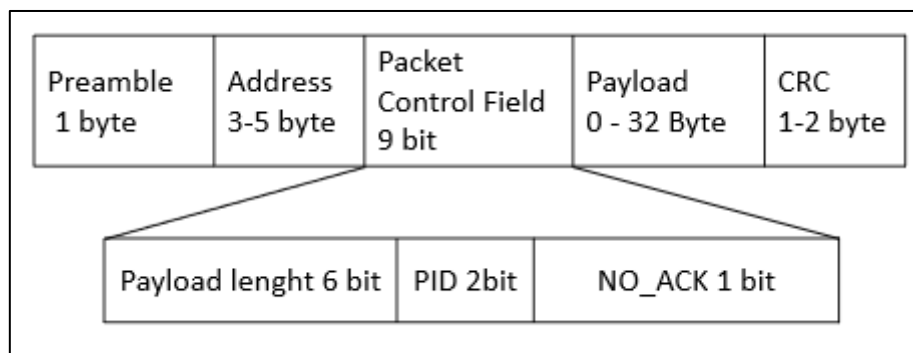 Preamble
1 byte
Address
3-5 byte
Packet
Control Field
9 bit
Payload
0 - 32 Byte
CRC
1-2 byte
Payload lenght 6 bit
PID 2bit
NO_ACK 1 bit